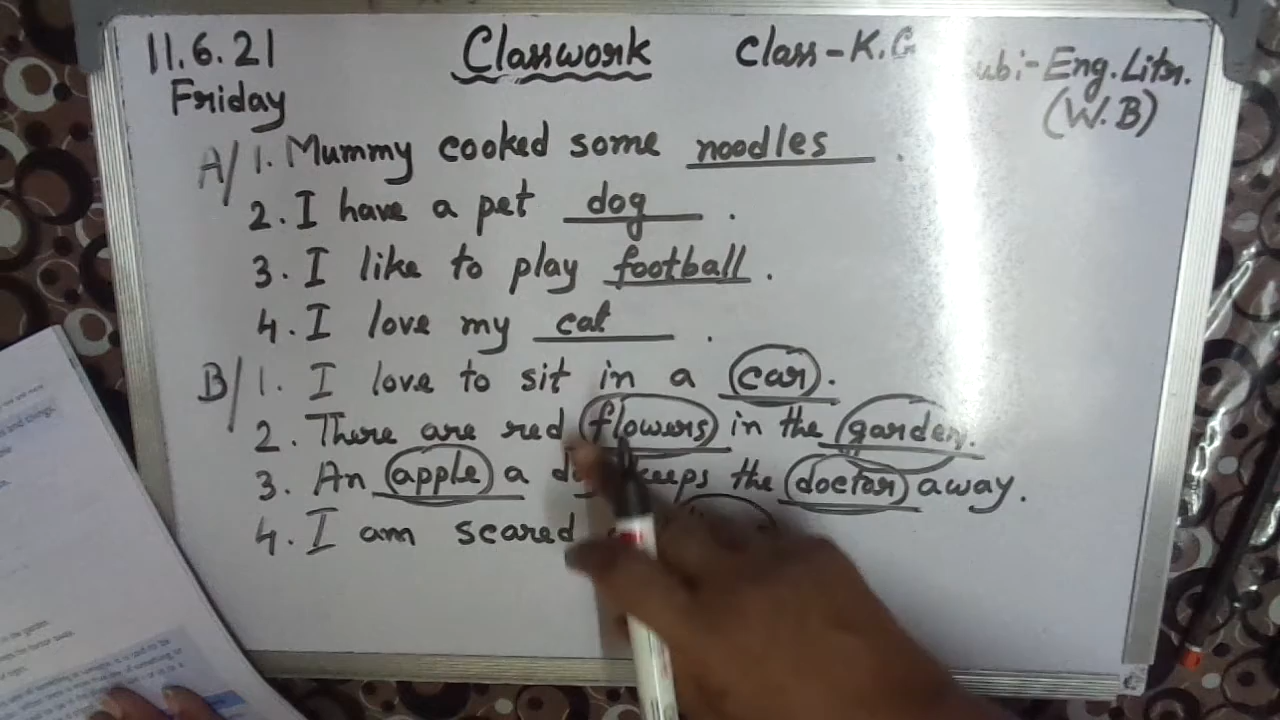 11.6.21 Classwork Class-K.G
Friday Eng.Litr.
(W.B)
A/ 1. Mummy cooked some noodles.
2. I have a pet dog.
3. I like to play football.
4. I love my cat.
B/ 1. I love to sit in a car.
2. There are red flowers in the garden.
3. An apple a keeps the doctor away.
4. I am scared